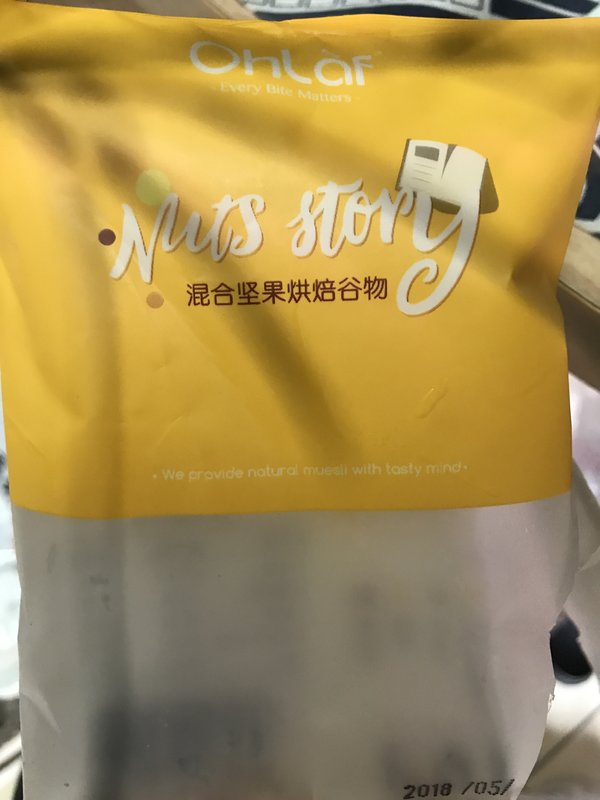 Ohlàf
- Every Bite Matters -
Nuts story
混合坚果烘焙谷物
• We provide natural muesli with tasty mind •
2018 /05/